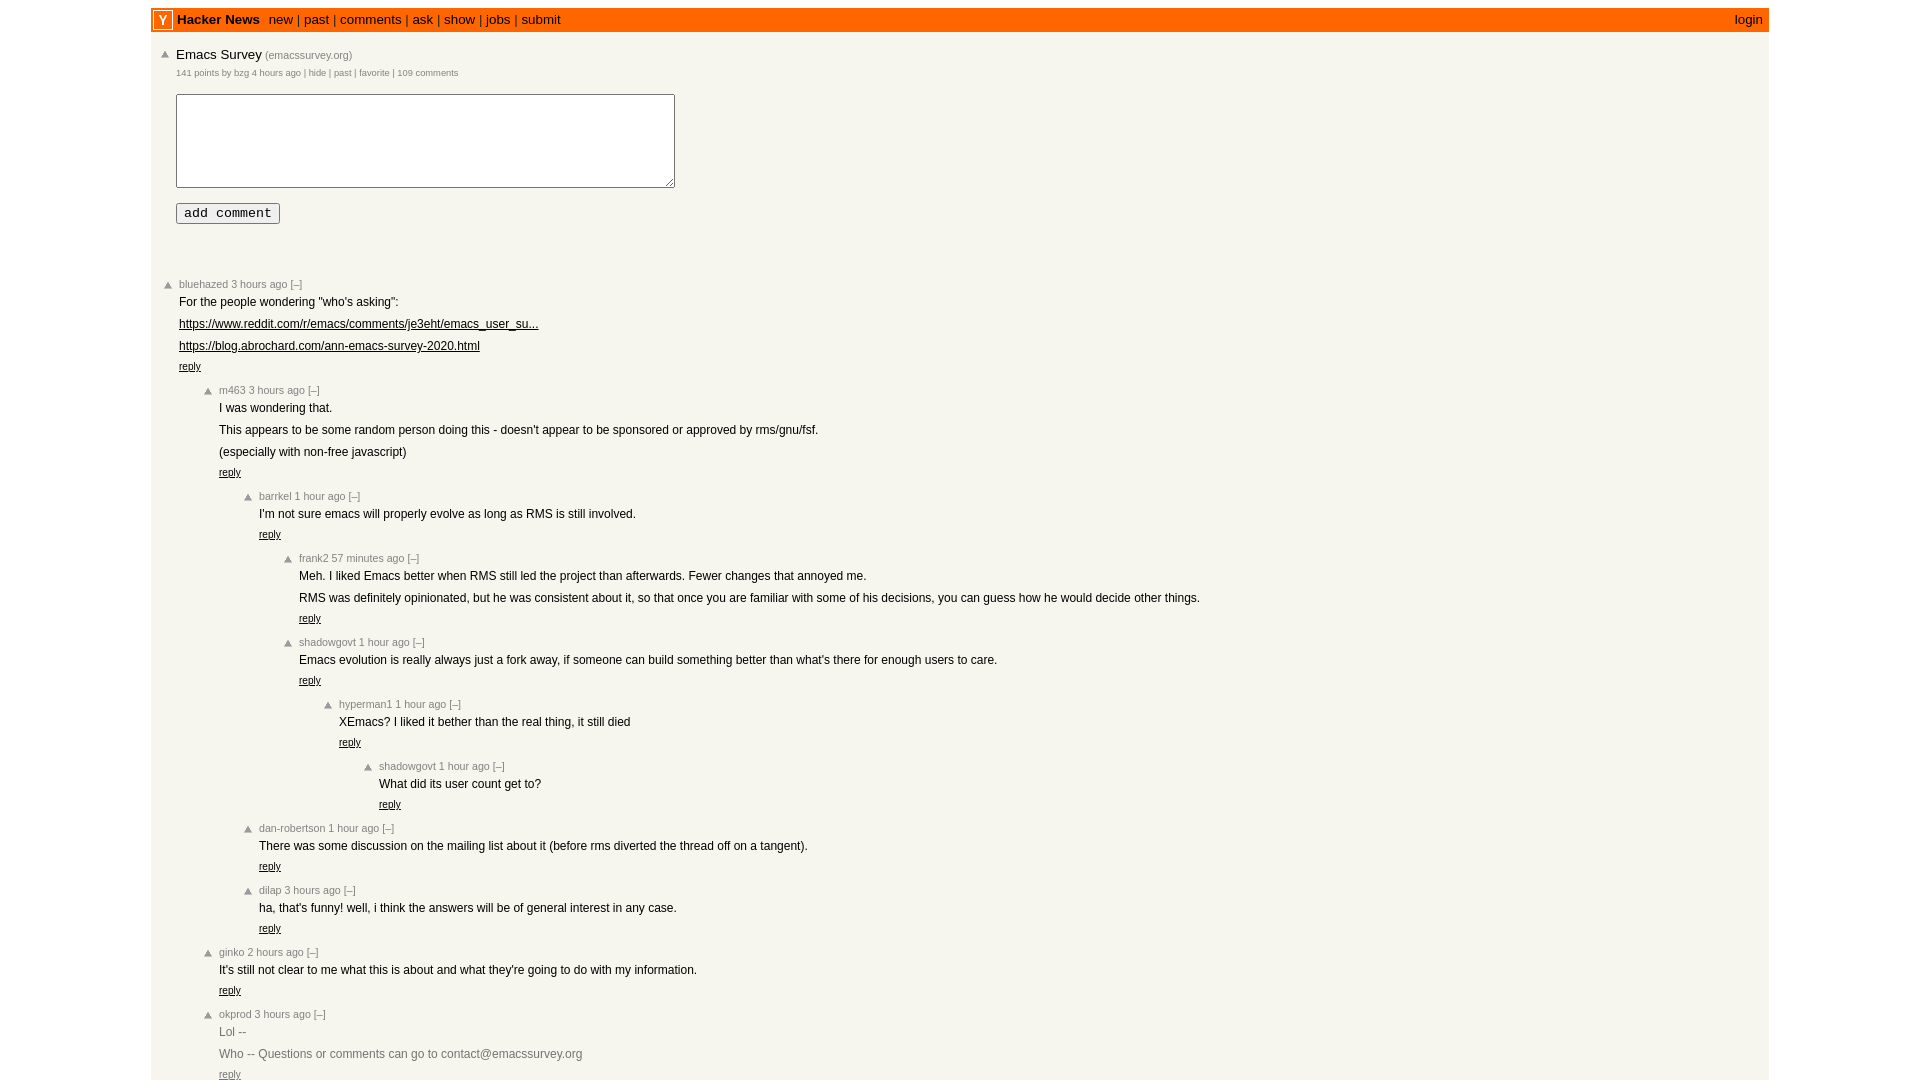 Y Hacker News new | past | comments | ask | show | jobs | submit login
Emacs Survey (emacssurvey.org)
141 points by bzg 4 hours ago | hide | past | favorite | 109 comments
add comment
bluehazed 3 hours ago [–]
For the people wondering "who's asking":
https://www.reddit.com/r/emacs/comments/je3eht/emacs_user_su...
https://blog.abrochard.com/ann-emacs-survey-2020.html
reply
m463 3 hours ago [–]
I was wondering that.
This appears to be some random person doing this - doesn't appear to be sponsored or approved by rms/gnu/fsf.
(especially with non-free javascript)
reply
barrkel 1 hour ago [–]
I'm not sure emacs will properly evolve as long as RMS is still involved.
reply
frank2 57 minutes ago [–]
Meh. I liked Emacs better when RMS still led the project than afterwards. Fewer changes that annoyed me.
RMS was definitely opinionated, but he was consistent about it, so that once you are familiar with some of his decisions, you can guess how he would decide other things.
reply
shadowgovt 1 hour ago [–]
Emacs evolution is really always just a fork away, if someone can build something better than what's there for enough users to care.
reply
hyperman1 1 hour ago [–]
XEmacs? I liked it bether than the real thing, it still died
reply
shadowgovt 1 hour ago [–]
What did its user count get to?
reply
dan-robertson 1 hour ago [–]
There was some discussion on the mailing list about it (before rms diverted the thread off on a tangent).
reply
dilap 3 hours ago [–]
ha, that's funny! well, i think the answers will be of general interest in any case.
reply
ginko 2 hours ago [–]
It's still not clear to me what this is about and what they're going to do with my information.
reply
okprod 3 hours ago [–]
Lol --
Who -- Questions or comments can go to contact@emacssurvey.org
reply